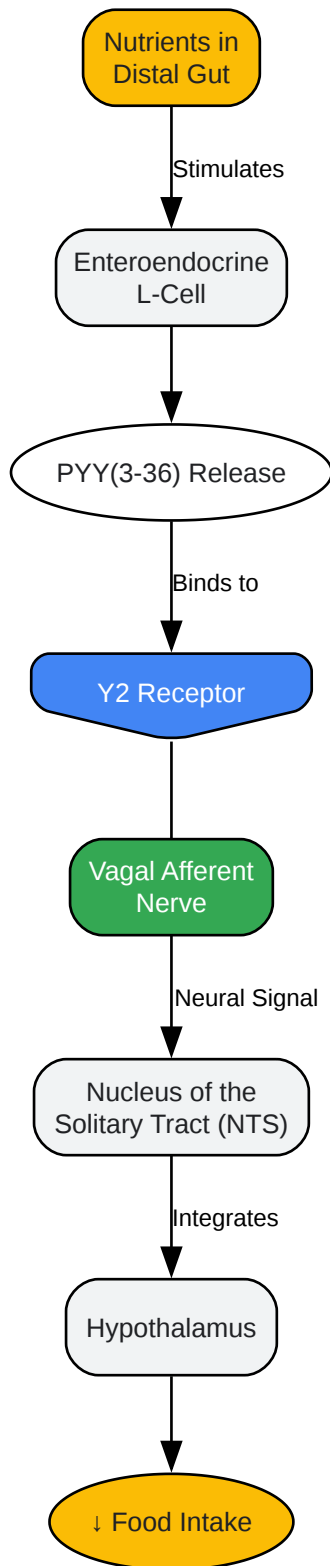 Nutrients in
Distal Gut
Stimulates
Enteroendocrine
L-Cell
PYY(3-36) Release
Binds to
Y2 Receptor
Vagal Afferent
Nerve
Neural Signal
Nucleus of the
Solitary Tract (NTS)
Integrates
Hypothalamus
↓ Food Intake